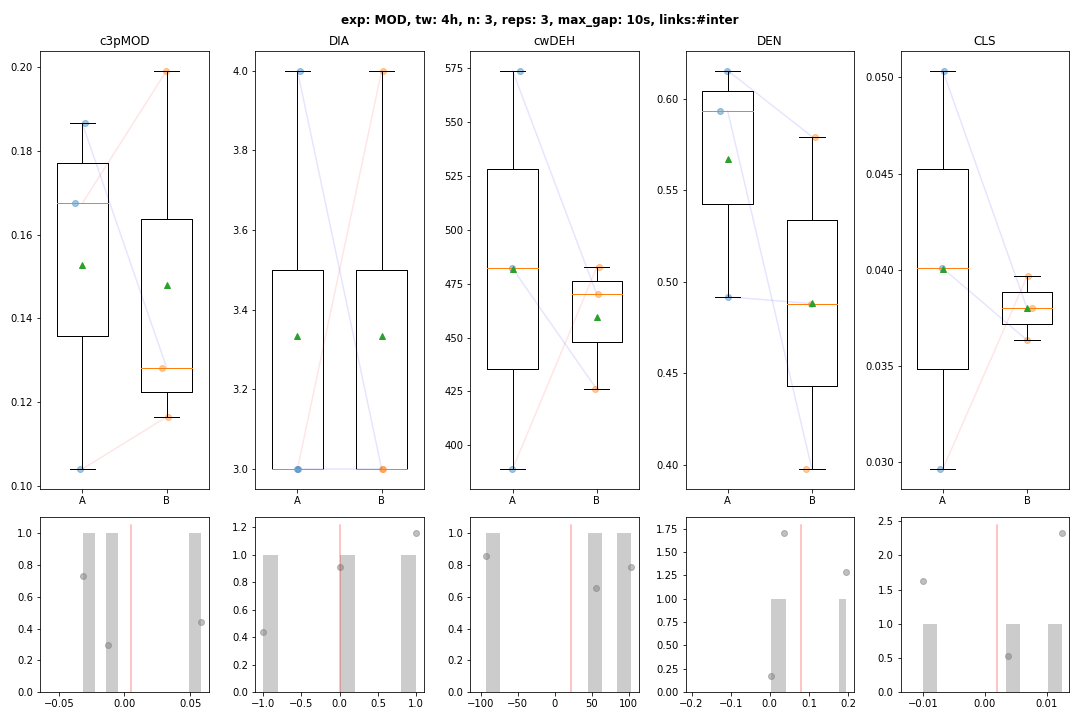 exp: MOD, tw: 4h, n: 3, reps: 3, max_gap: 10s, links:#inter
c3pMOD DIA cwDEH DEN CLS
0.20 0.18 0.16 0.14 0.12 0.10
4.0 3.8 3.6 3.4 3.2 3.0
575 550 525 500 475 450 425 400
0.60 0.55 0.50 0.45 0.40
0.050 0.045 0.040 0.035 0.030
A B A B A B A B A B
1.0 0.8 0.6 0.4 0.2 0.0
1.2 1.0 0.8 0.6 0.4 0.2 0.0
1.0 0.8 0.6 0.4 0.2 0.0
1.75 1.50 1.25 1.00 0.75 0.50 0.25 0.00
2.5 2.0 1.5 1.0 0.5 0.0
−0.05 0.00 0.05
−1.0 −0.5 0.0 0.5 1.0
−100 −50 0 50 100
0.0 0.1 0.2
−0.01 0.00 0.01